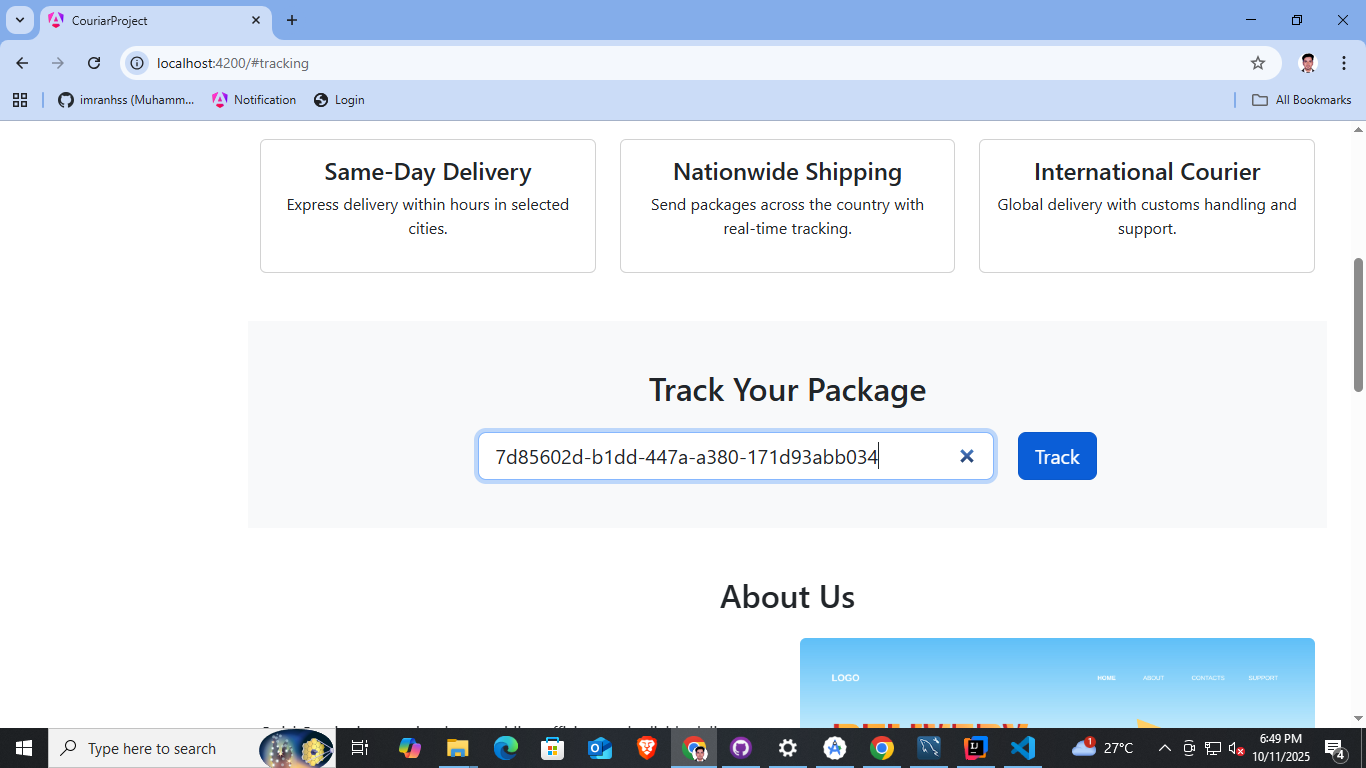 CouriarProject
localhost:4200/#tracking
imranhss (Muhamm...
Notification
Login
All Bookmarks
Same-Day Delivery
Express delivery within hours in selected
cities.
Nationwide Shipping
Send packages across the country with
real-time tracking.
International Courier
Global delivery with customs handling and
support.
Track Your Package
7d85602d-b1dd-447a-a380-171d93abb034
Track
About Us
LOGO
HOME
ABOUT
CONTACTS
SUPPORT
DELIVERY
Type here to search
1
27°C
6:49 PM
10/11/2025
4